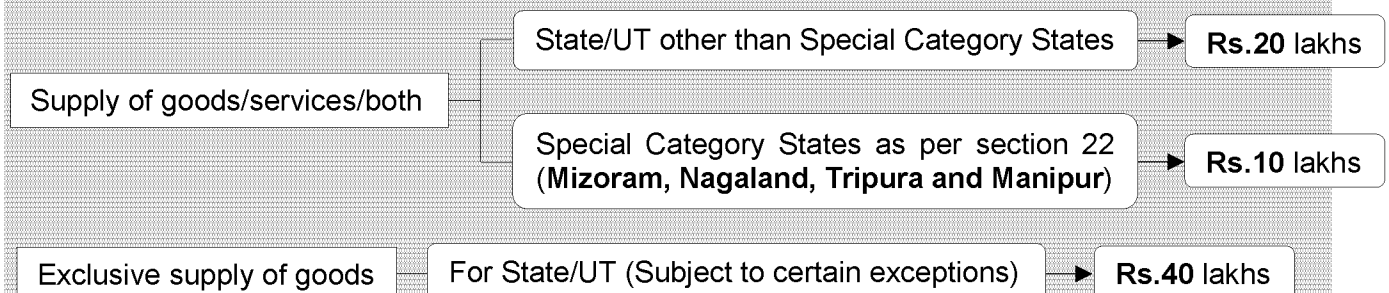 State/UT other than Special Category States
Rs.20 lakhs
Supply of goods/services/both
Special Category States as per section 22
(Mizoram, Nagaland, Tripura and Manipur)
Rs.10 lakhs
Exclusive supply of goods
For State/UT (Subject to certain exceptions)
Rs.40 lakhs